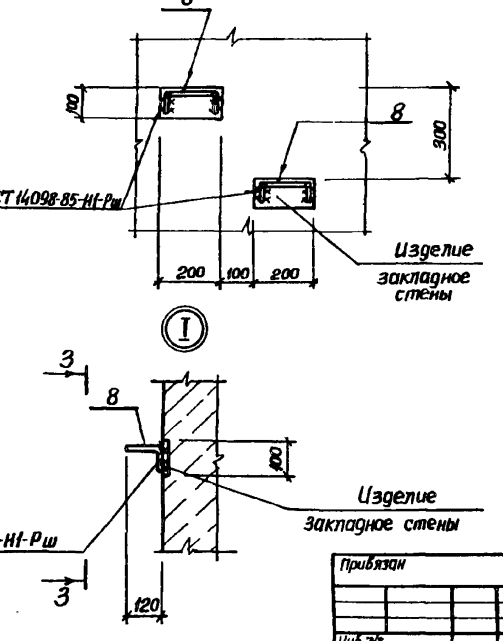 8
100
8
300
СТ 14098-85-Н1-Рш
Изделие
закладное
стены
200 100 200
I
3
8
100
Изделие
закладное стены
-Н1-Рш
3
120
Привязан
Инв. №